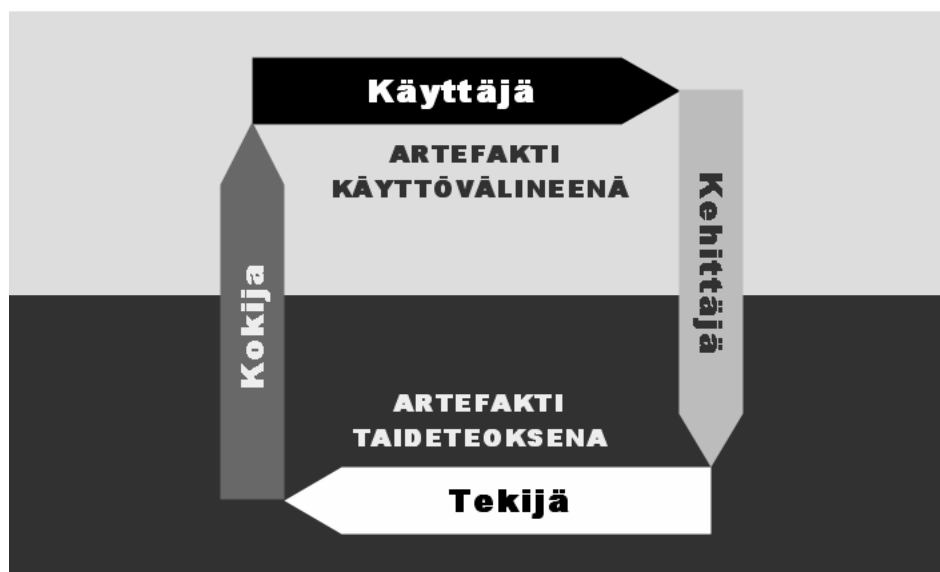 Käyttäjä
ARTEFAKTI
KÄYTTÖVÄLINEENÄ
Kehittäjä
Kokija
ARTEFAKTI
TAIDETEOKSENA
Tekijä